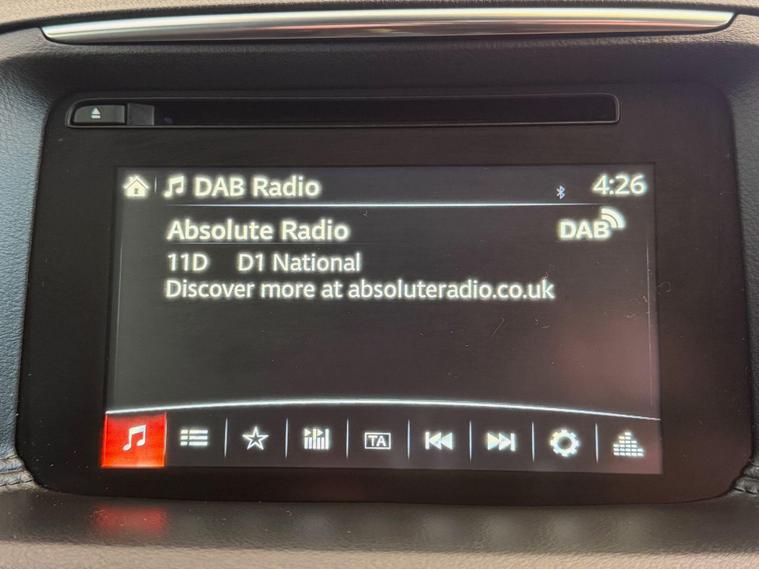 DAB Radio 4:26
Absolute Radio DAB
11D D1 National
Discover more at absoluteradio.co.uk
TA